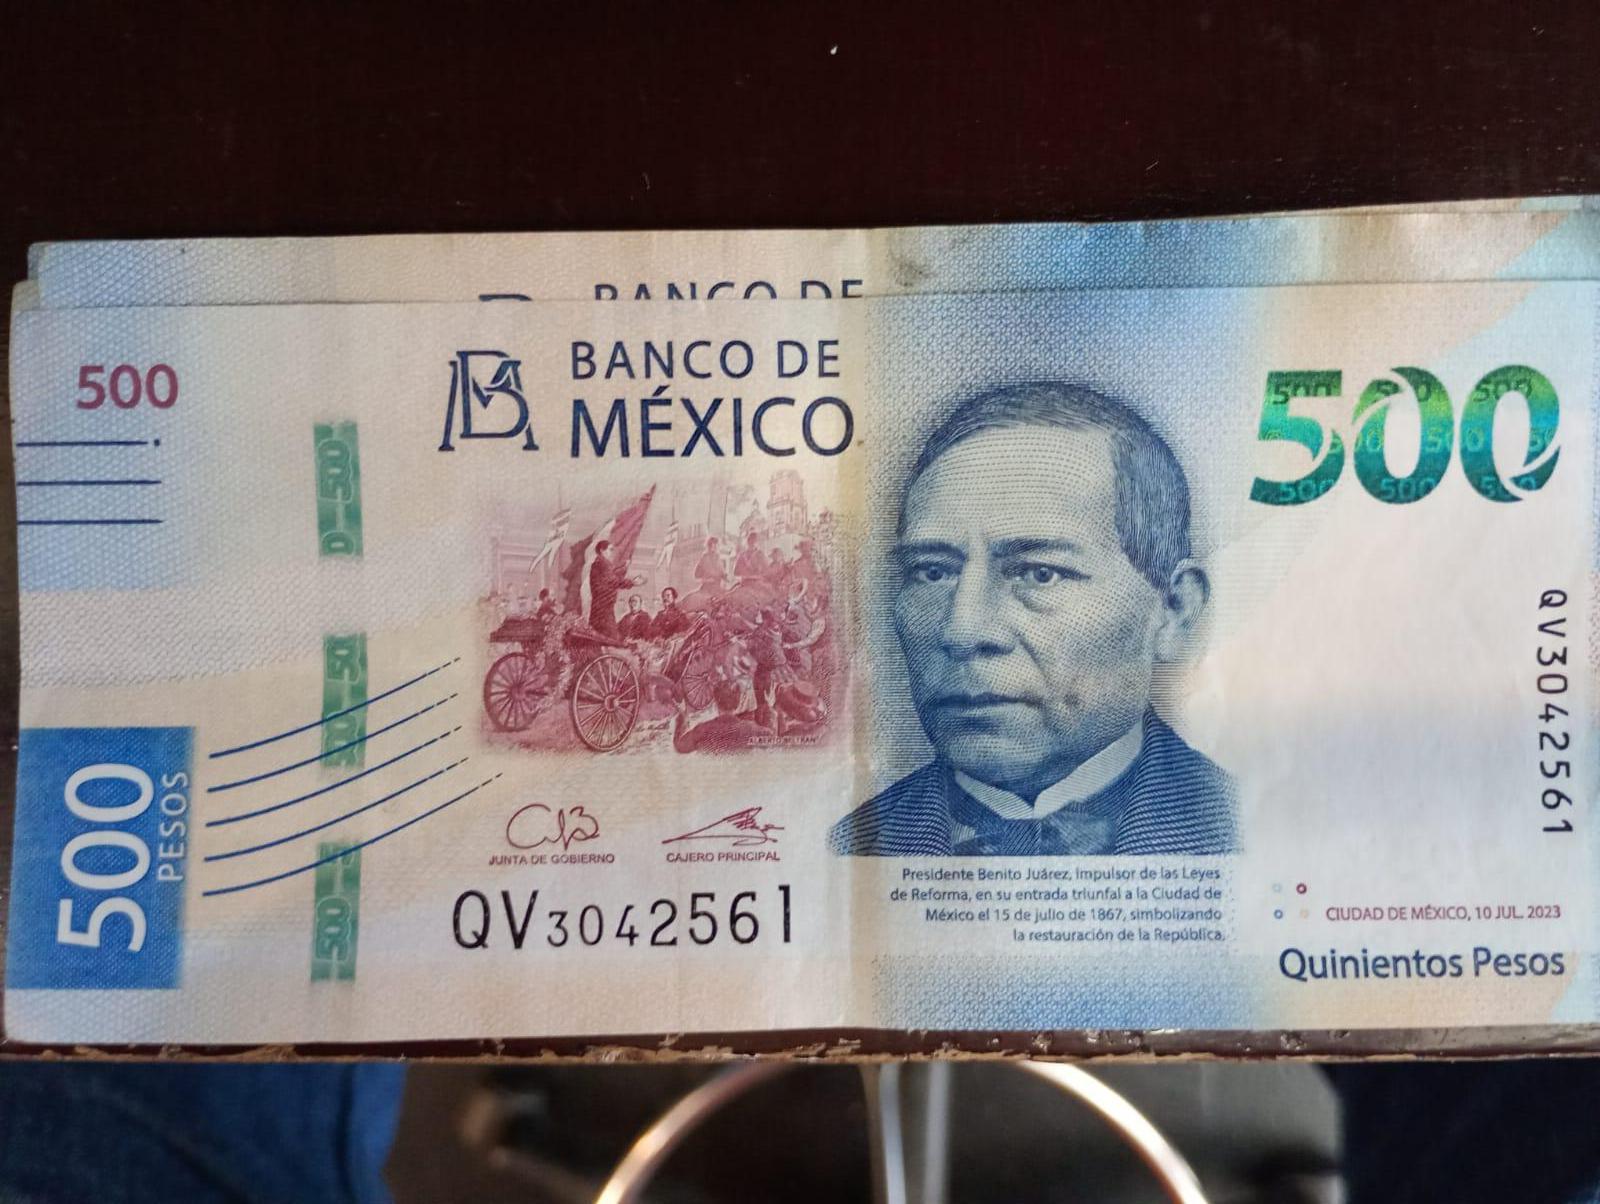 BANCO DE
500
BANCO DE
MÉXICO
500
500 PESOS
ALBERTO BELTRÁN
JUNTA DE GOBIERNO
CAJERO PRINCIPAL
QV3042561
QV3042561
Presidente Benito Juárez, impulsor de las Leyes
de Reforma, en su entrada triunfal a la Ciudad de
México el 15 de julio de 1867, simbolizando
la restauración de la República.
CIUDAD DE MÉXICO, 10 JUL. 2023
Quinientos Pesos